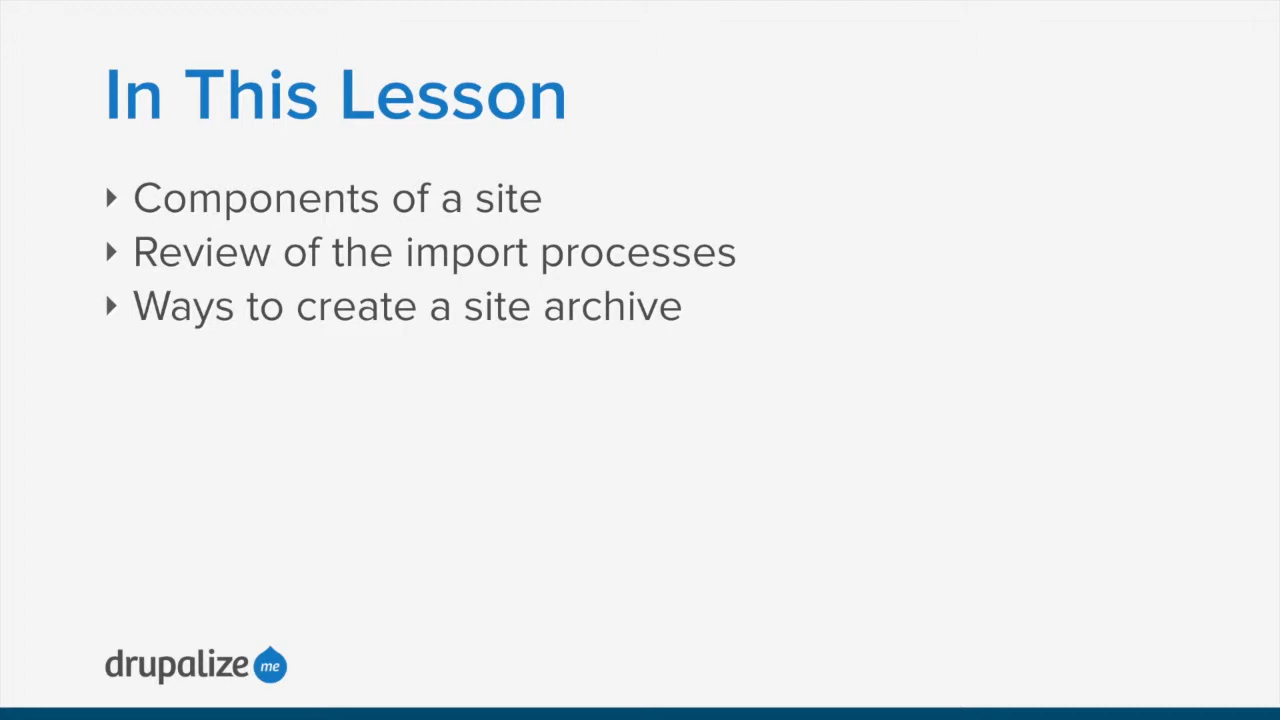 In This Lesson
Components of a site
Review of the import processes
Ways to create a site archive
drupalize me